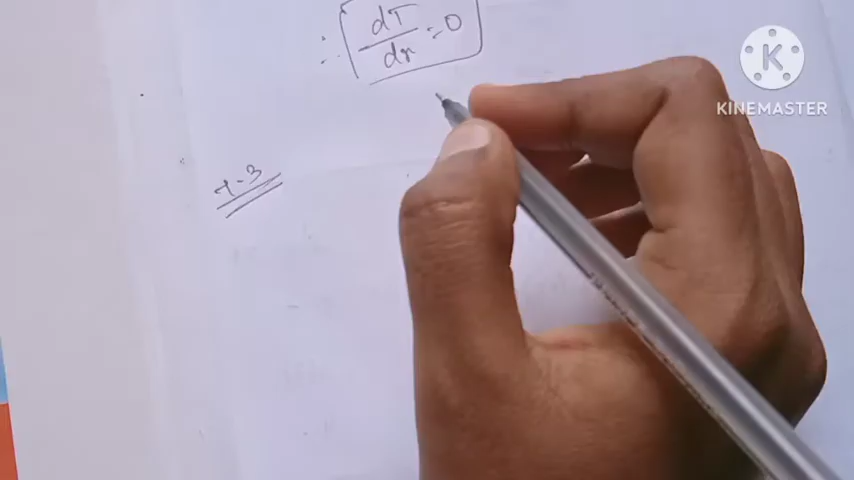 ∴ dT/dr = 0
K
KINEMASTER